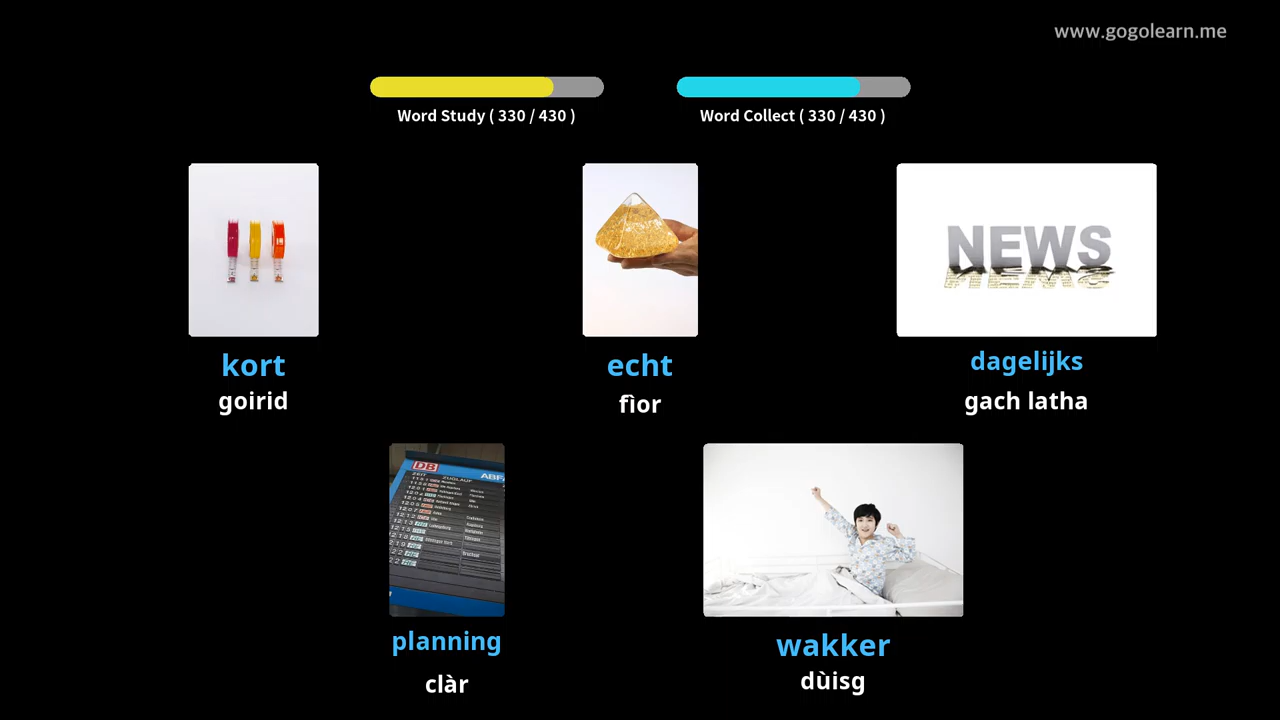 www.gogolearn.me
Word Study ( 330 / 430 )
Word Collect ( 330 / 430 )
NEWS
kort
goirid
echt
fìor
dagelijks
gach latha
DB
ZEIT
planning
clàr
wakker
dùisg